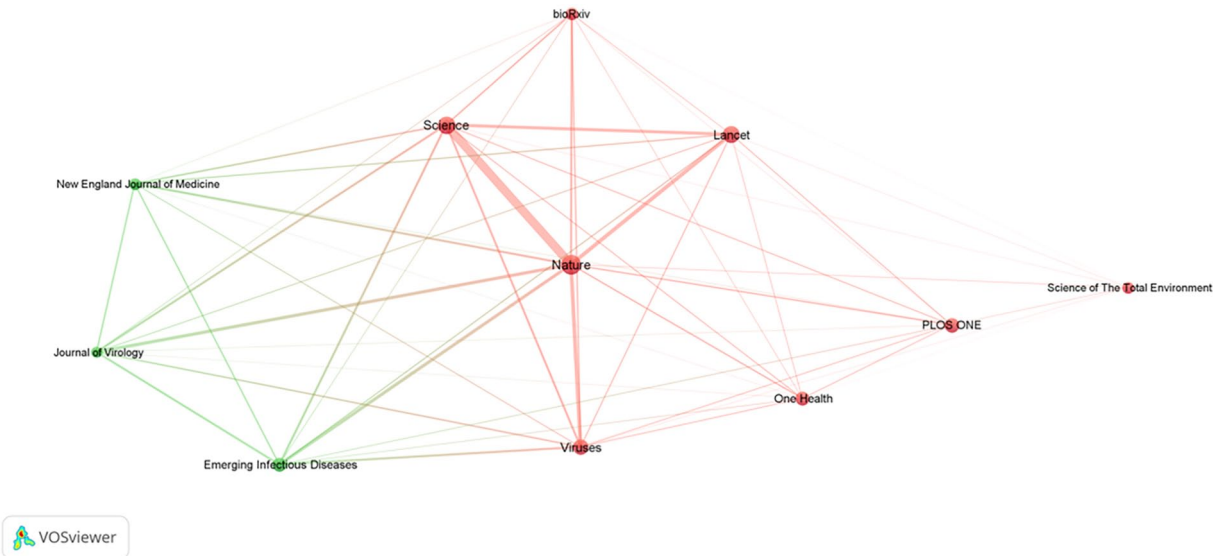 bioRxiv
Science
Lancet
New England Journal of Medicine
Nature
Science of The Total Environment
PLOS ONE
Journal of Virology
One Health
Viruses
Emerging Infectious Diseases
VOSviewer